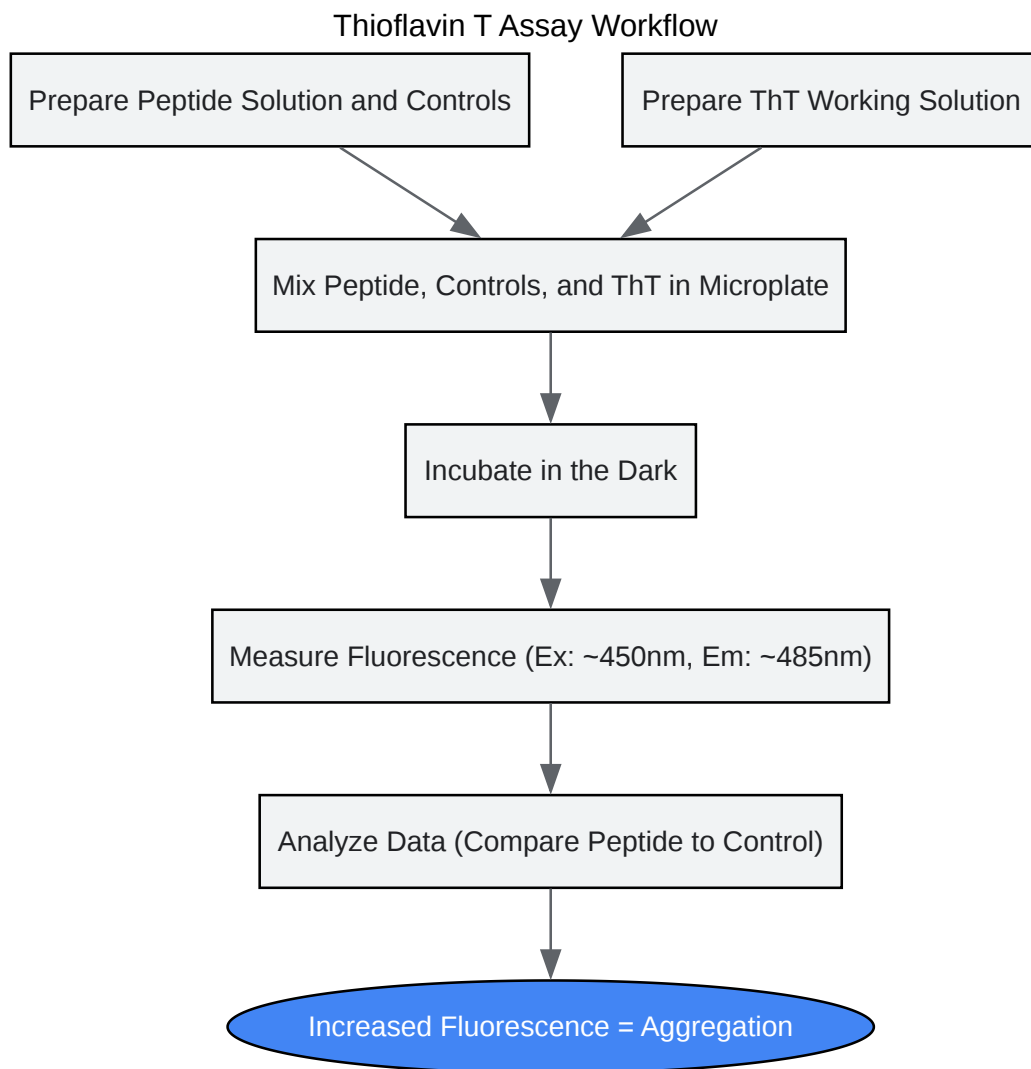 Thioflavin T Assay Workflow
Prepare Peptide Solution and Controls
Prepare ThT Working Solution
Mix Peptide, Controls, and ThT in Microplate
Incubate in the Dark
Measure Fluorescence (Ex: ~450nm, Em: ~485nm)
Analyze Data (Compare Peptide to Control)
Increased Fluorescence = Aggregation